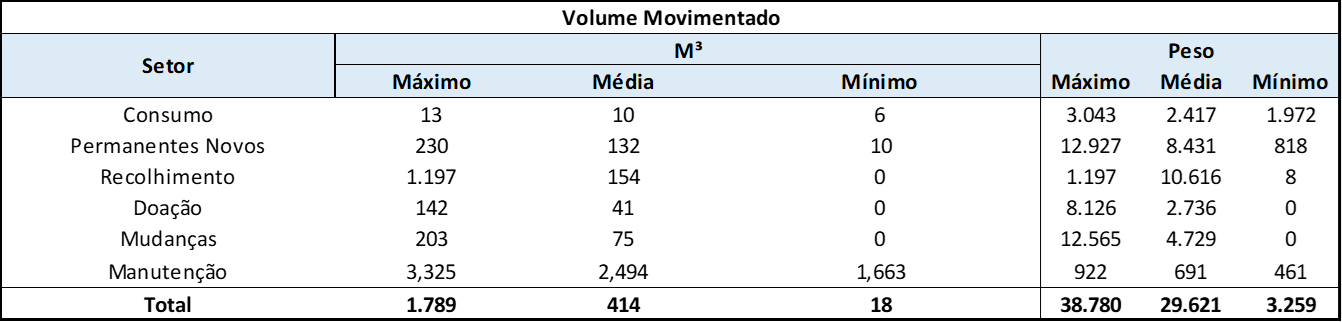 Volume Movimentado
Setor M³ Peso
Máximo Média Mínimo Máximo Média Mínimo
Consumo 13 10 6 3.043 2.417 1.972
Permanentes Novos 230 132 10 12.927 8.431 818
Recolhimento 1.197 154 0 1.197 10.616 8
Doação 142 41 0 8.126 2.736 0
Mudanças 203 75 0 12.565 4.729 0
Manutenção 3,325 2,494 1,663 922 691 461
Total 1.789 414 18 38.780 29.621 3.259